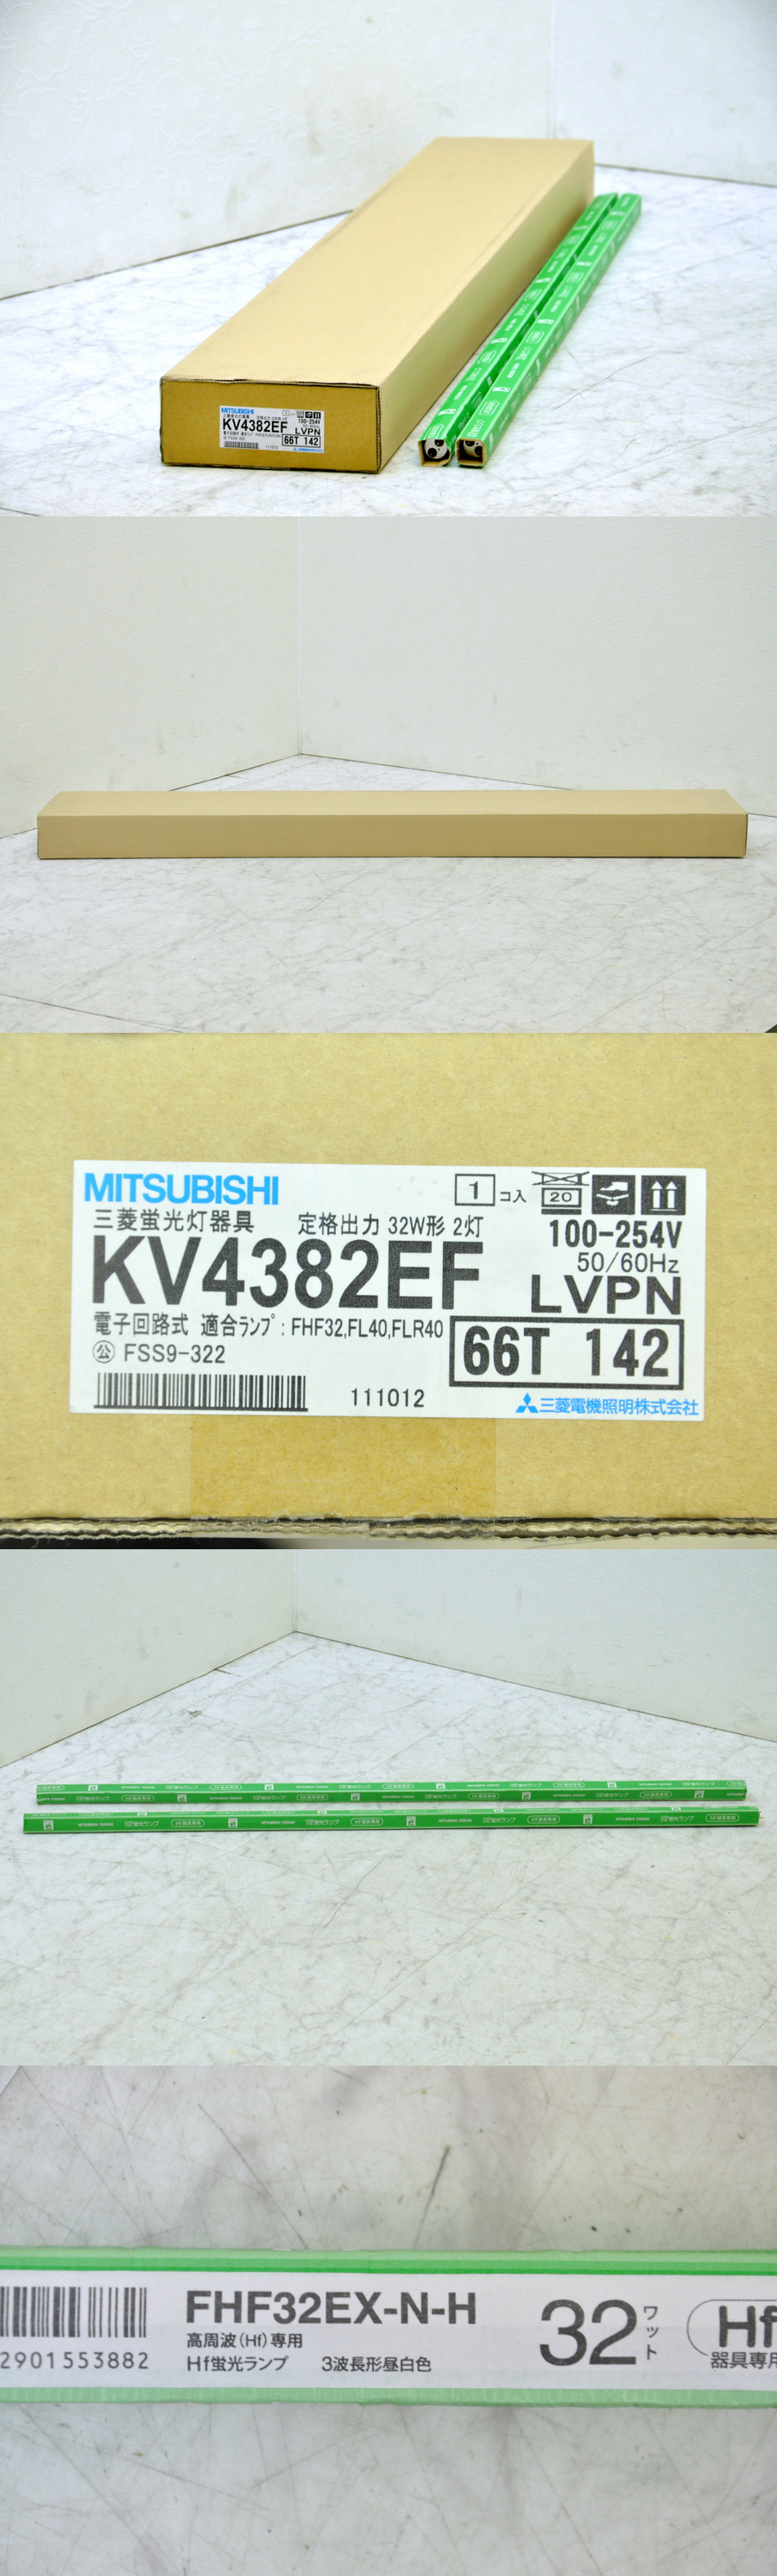 MITSUBISHI
KV4382EF
100-254V
LVPN
66T 142
MITSUBISHI
1コ入
20
三菱蛍光灯器具 定格出力 32W形 2灯
100-254V
KV4382EF
50/60Hz
LVPN
電子回路式 適合ランプ:FHF32,FL40,FLR40
公 FSS9-322
66T 142
111012
三菱電機照明株式会社
FHF32EX-N-H
32ワット
Hf
高周波(Hf)専用
器具専用
2901553882
Hf蛍光ランプ 3波長形昼白色